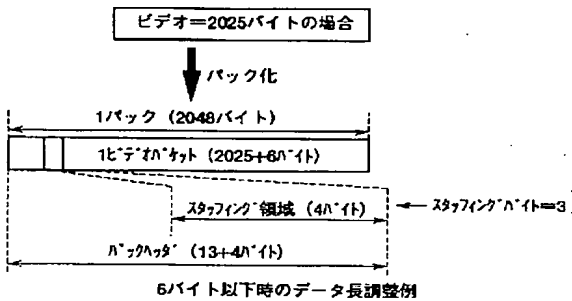 ビデオ=2025バイトの場合
パック化
1パック (2048バイト)
1ビデオパケット (2025+6バイト)
スタッフィング領域 (4バイト)
スタッフィングバイト=3
パックヘッダ (13+4バイト)
6バイト以下時のデータ長調整例